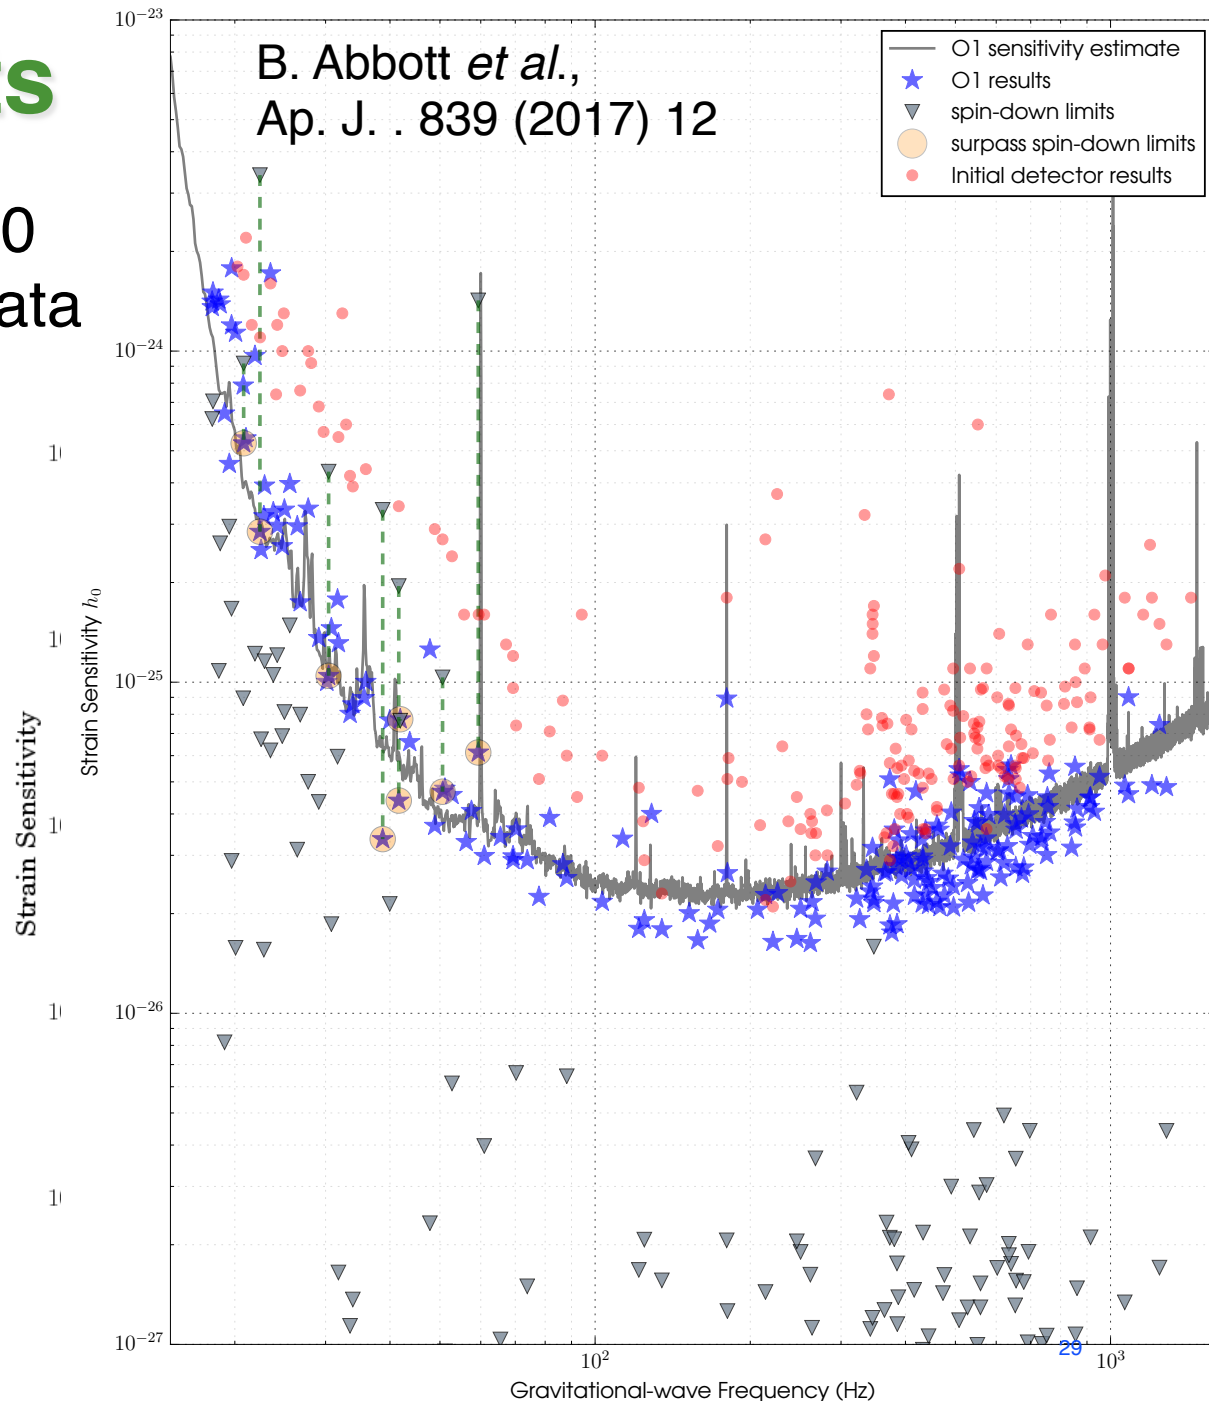 ts
B. Abbott et al.,
Ap. J. . 839 (2017) 12
0
ata
O1 sensitivity estimate
O1 results
spin-down limits
surpass spin-down limits
Initial detector results
10−23
10−24
10−25
10−26
10−27
Strain Sensitivity h0
Strain Sensitivity
10²
10³
29
Gravitational-wave Frequency (Hz)